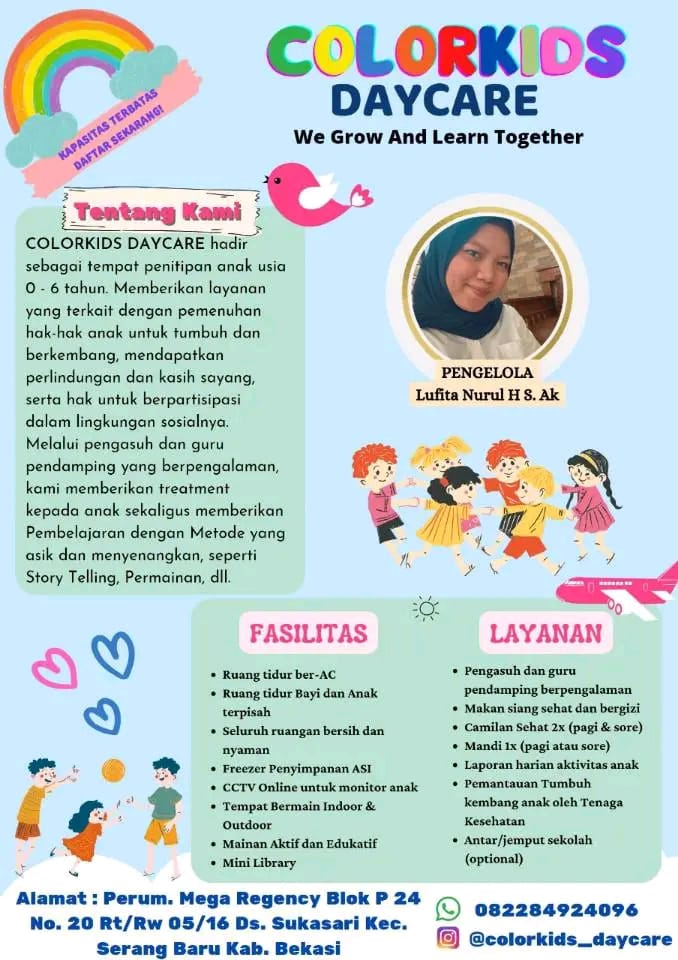 COLORKIDS
DAYCARE
We Grow And Learn Together
KAPASITAS TERBATAS
DAFTAR SEKARANG!
Tentang Kami
COLORKIDS DAYCARE hadir
sebagai tempat penitipan anak usia
0 - 6 tahun. Memberikan layanan
yang terkait dengan pemenuhan
hak-hak anak untuk tumbuh dan
berkembang, mendapatkan
perlindungan dan kasih sayang,
serta hak untuk berpartisipasi
dalam lingkungan sosialnya.
Melalui pengasuh dan guru
pendamping yang berpengalaman,
kami memberikan treatment
kepada anak sekaligus memberikan
Pembelajaran dengan Metode yang
asik dan menyenangkan, seperti
Story Telling, Permainan, dll.
PENGELOLA
Lufita Nurul H S. Ak
FASILITAS
• Ruang tidur ber-AC
• Ruang tidur Bayi dan Anak
terpisah
• Seluruh ruangan bersih dan
nyaman
• Freezer Penyimpanan ASI
• CCTV Online untuk monitor anak
• Tempat Bermain Indoor &
Outdoor
• Mainan Aktif dan Edukatif
• Mini Library
LAYANAN
• Pengasuh dan guru
pendamping berpengalaman
• Makan siang sehat dan bergizi
• Camilan Sehat 2x (pagi & sore)
• Mandi 1x (pagi atau sore)
• Laporan harian aktivitas anak
• Pemantauan Tumbuh
kembang anak oleh Tenaga
Kesehatan
• Antar/jemput sekolah
(optional)
Alamat : Perum. Mega Regency Blok P 24
No. 20 Rt/Rw 05/16 Ds. Sukasari Kec.
Serang Baru Kab. Bekasi
082284924096
@colorkids_daycare